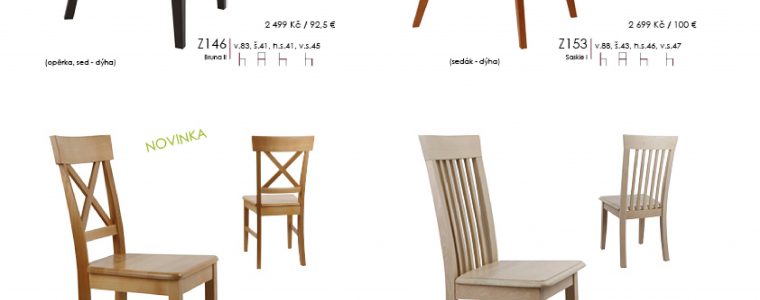 2 499 Kč / 92,5 €
Z146 v.83, š.41, h.s.41, v.s.45
Bruna II
(opěrka, sed - dýha)
2 699 Kč / 100 €
Z153 v.88, š.43, h.s.46, v.s.47
Saskie I
(sedák - dýha)
NOVINKA